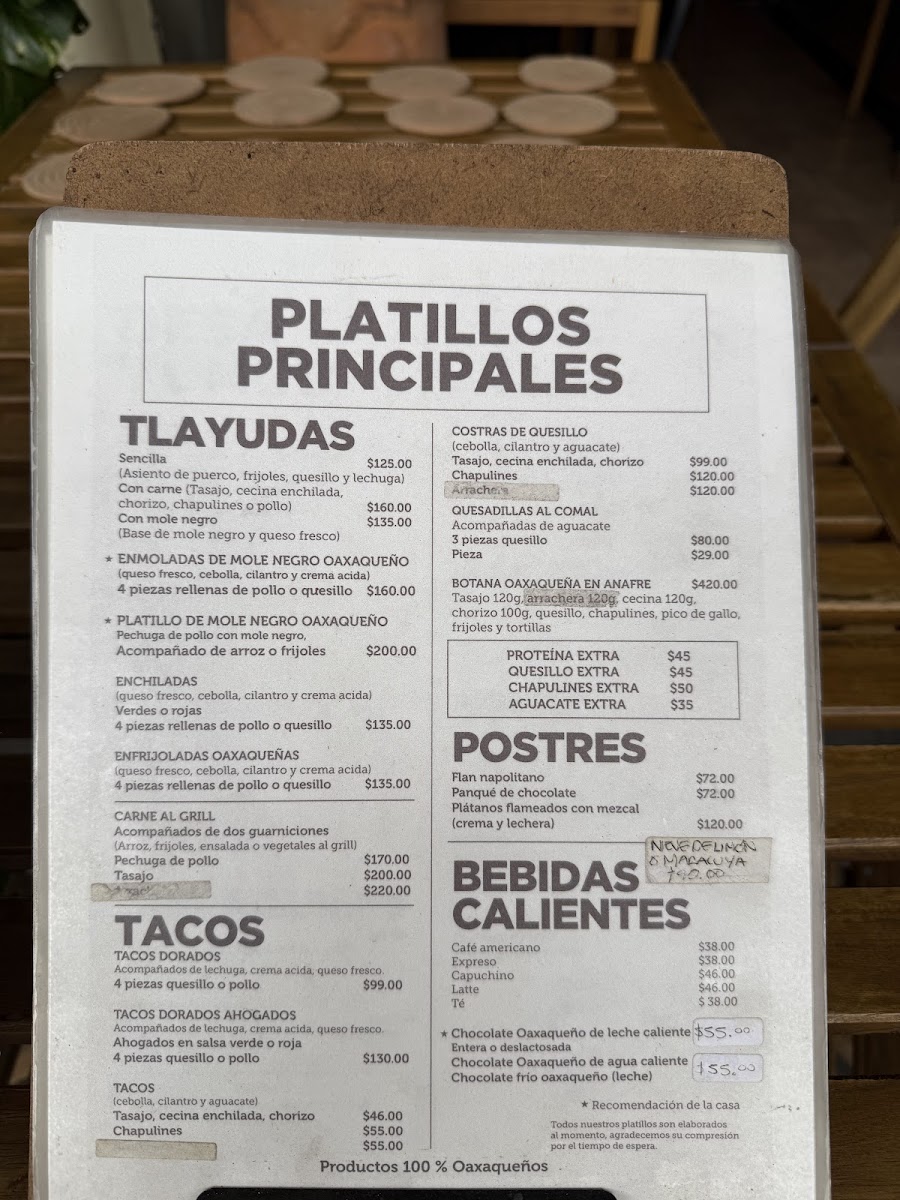 PLATILLOS
PRINCIPALES
TLAYUDAS
Sencilla $125.00
(Asiento de puerco, frijoles, quesillo y lechuga)
Con carne (Tasajo, cecina enchilada,
chorizo, chapulines o pollo) $160.00
Con mole negro $135.00
(Base de mole negro y queso fresco)
★ ENMOLADAS DE MOLE NEGRO OAXAQUEÑO
(queso fresco, cebolla, cilantro y crema acida)
4 piezas rellenas de pollo o quesillo $160.00
★ PLATILLO DE MOLE NEGRO OAXAQUEÑO
Pechuga de pollo con mole negro,
Acompañado de arroz o frijoles $200.00
ENCHILADAS
(queso fresco, cebolla, cilantro y crema acida)
Verdes o rojas
4 piezas rellenas de pollo o quesillo $135.00
ENFRIJOLADAS OAXAQUEÑAS
(queso fresco, cebolla, cilantro y crema acida)
4 piezas rellenas de pollo o quesillo $135.00
CARNE AL GRILL
Acompañados de dos guarniciones
(Arroz, frijoles, ensalada o vegetales al grill)
Pechuga de pollo $170.00
Tasajo $200.00
$220.00
TACOS
TACOS DORADOS
Acompañados de lechuga, crema acida, queso fresco.
4 piezas quesillo o pollo $99.00
TACOS DORADOS AHOGADOS
Acompañados de lechuga, crema acida, queso fresco.
Ahogados en salsa verde o roja
4 piezas quesillo o pollo $130.00
TACOS
(cebolla, cilantro y aguacate)
Tasajo, cecina enchilada, chorizo $46.00
Chapulines $55.00
$55.00
COSTRAS DE QUESILLO
(cebolla, cilantro y aguacate)
Tasajo, cecina enchilada, chorizo $99.00
Chapulines $120.00
Arrachera $120.00
QUESADILLAS AL COMAL
Acompañadas de aguacate
3 piezas quesillo $80.00
Pieza $29.00
BOTANA OAXAQUEÑA EN ANAFRE $420.00
Tasajo 120g, arrachera 120g, cecina 120g,
chorizo 100g, quesillo, chapulines, pico de gallo,
frijoles y tortillas
PROTEÍNA EXTRA $45
QUESILLO EXTRA $45
CHAPULINES EXTRA $50
AGUACATE EXTRA $35
POSTRES
Flan napolitano $72.00
Panqué de chocolate $72.00
Plátanos flameados con mezcal
(crema y lechera) $120.00
DE LIMÓN
O MARACUYA
BEBIDAS
CALIENTES
Café americano $38.00
Expreso $38.00
Capuchino $46.00
Latte $46.00
Té $38.00
★ Chocolate Oaxaqueño de leche caliente $55.00
Entera o deslactosada
Chocolate Oaxaqueño de agua caliente $55.00
Chocolate frío oaxaqueño (leche)
★ Recomendación de la casa
Todos nuestros platillos son elaborados
al momento, agradecemos su compresión
por el tiempo de espera.
Productos 100 % Oaxaqueños